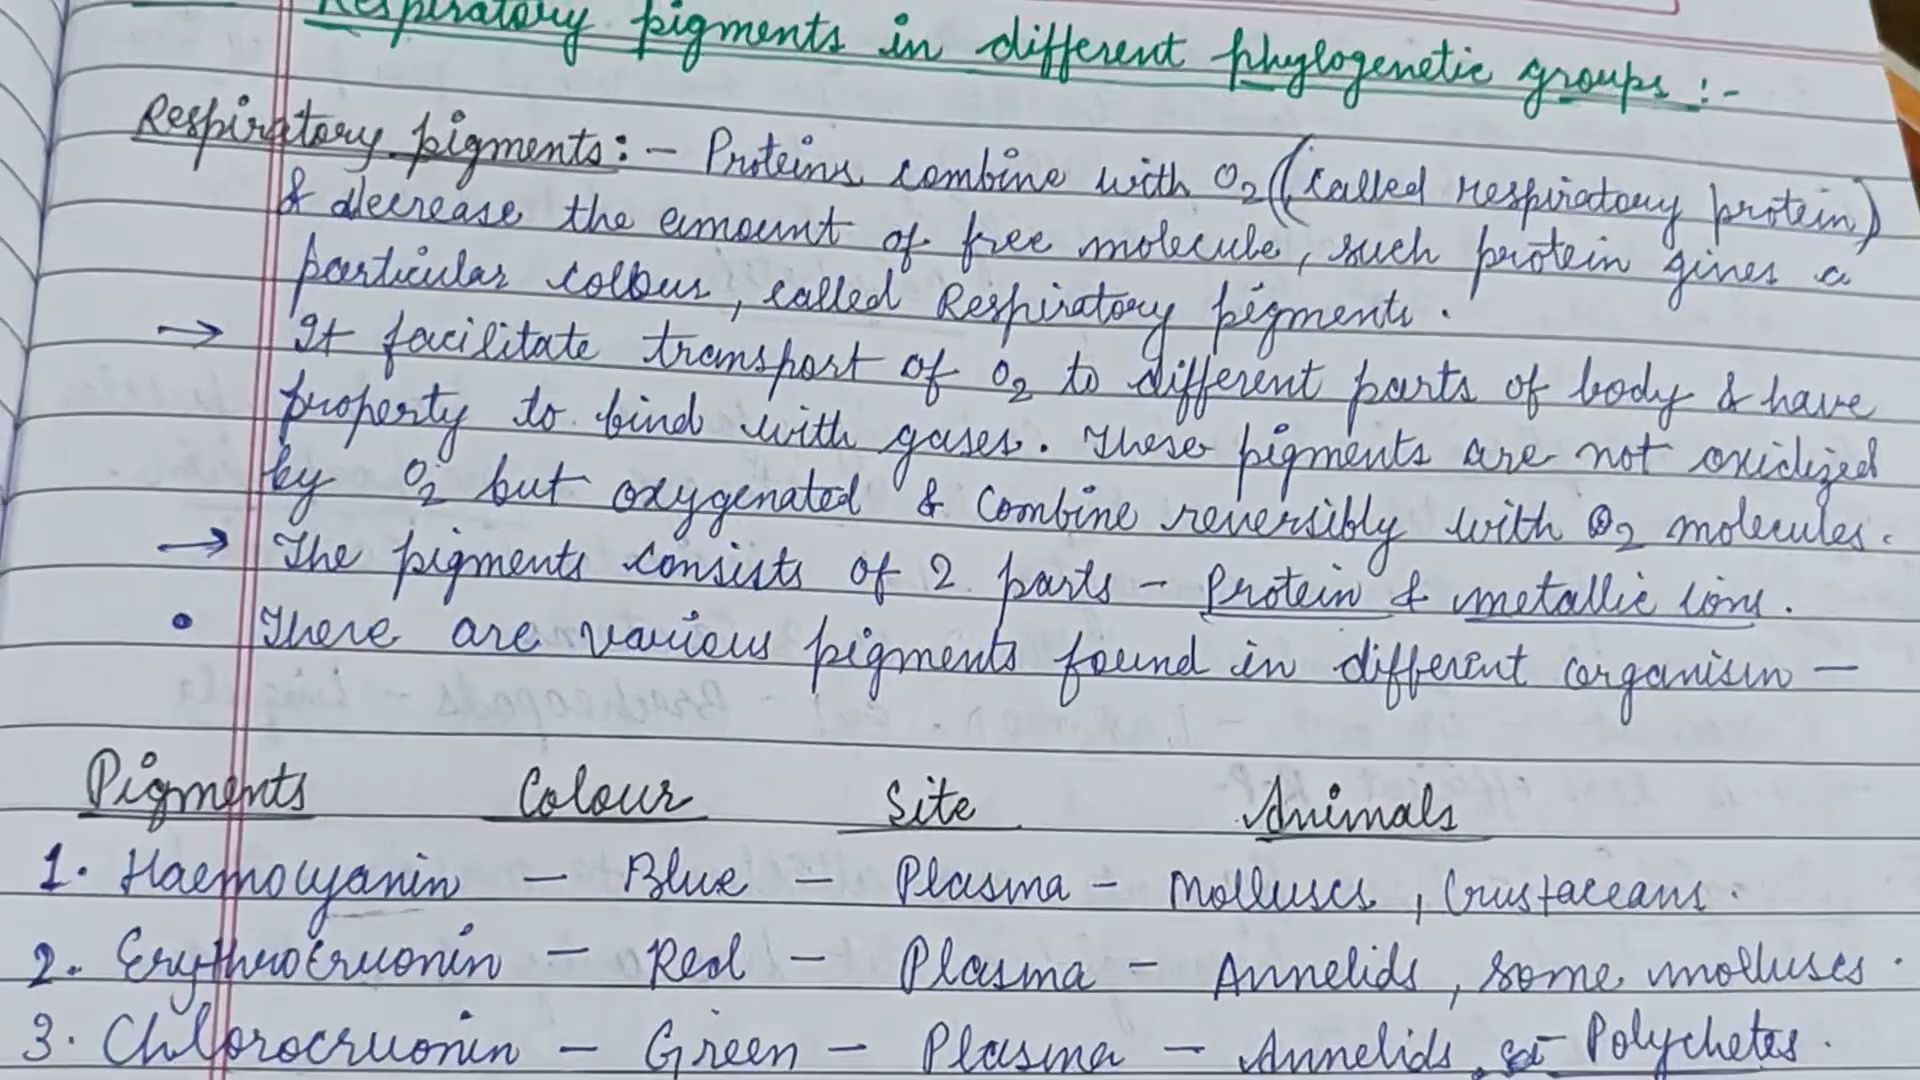 Respiratory pigments in different phylogenetic groups :-
Respiratory pigments : - Proteins combine with O2 (called respiratory protein)
& decrease the amount of free molecule, such protein gives a
particular colour, called Respiratory pigments.
→ It facilitate transport of O2 to different parts of body & have
property to bind with gases. These pigments are not oxidized
by O2 but oxygenated & combine reversibly with O2 molecules.
→ The pigments consists of 2 parts - Protein & metallic ions.
• There are various pigments found in different organism -
Pigments Colour Site Animals
1. Haemocyanin - Blue - Plasma - Molluscs, Crustaceans.
2. Erythrocruonin - Red - Plasma - Annelids, some molluscs.
3. Chlorocruonin - Green - Plasma - Annelids, Polychetes.